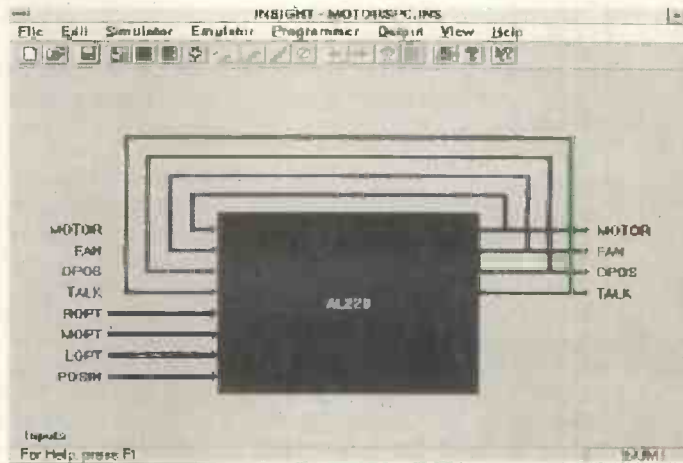 INSIGHT - MOTORSPC.INS
File Edit Simulator Emulator Programmer Output View Help
MOTOR MOTOR
FAN FAN
DPOS DPOS
TALK TALK
AL220
ROPT
MOPT
LOPT
POSIN
Inputs
For Help, press F1
NUM